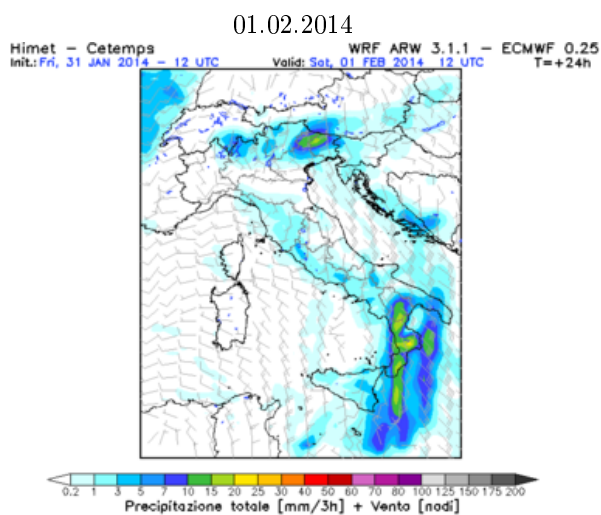 01.02.2014
Himet - Cetemps WRF ARW 3.1.1 - ECMWF 0.25
Init.: Fri, 31 JAN 2014 - 12 UTC Valid: Sat, 01 FEB 2014 12 UTC T=+24h
0.2 1 3 5 7 10 15 20 25 30 40 50 60 70 80 100 125 150 175 200
Precipitazione totale [mm/3h] + Vento [nodi]